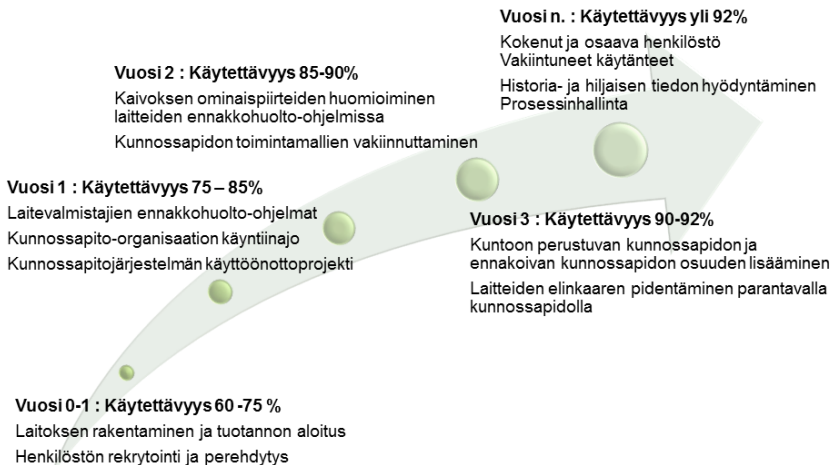 Vuosi n. : Käytettävyys yli 92%
Kokenut ja osaava henkilöstö
Vakiintuneet käytänteet
Historia- ja hiljaisen tiedon hyödyntäminen
Prosessinhallinta
Vuosi 2 : Käytettävyys 85-90%
Kaivoksen ominaispiirteiden huomioiminen
laitteiden ennakkohuolto-ohjelmissa
Kunnossapidon toimintamallien vakiinnuttaminen
Vuosi 1 : Käytettävyys 75 – 85%
Laitevalmistajien ennakkohuolto-ohjelmat
Kunnossapito-organisaation käyntiinajo
Kunnossapitojärjestelmän käyttöönottoprojekti
Vuosi 3 : Käytettävyys 90-92%
Kuntoon perustuvan kunnossapidon ja
ennakoivan kunnossapidon osuuden lisääminen
Laitteiden elinkaaren pidentäminen parantavalla
kunnossapidolla
Vuosi 0-1 : Käytettävyys 60 -75 %
Laitoksen rakentaminen ja tuotannon aloitus
Henkilöstön rekrytointi ja perehdytys